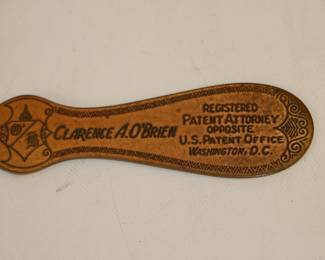 CLARENCE A. O'BRIEN
REGISTERED
PATENT ATTORNEY
OPPOSITE
U.S. PATENT OFFICE
WASHINGTON, D.C.